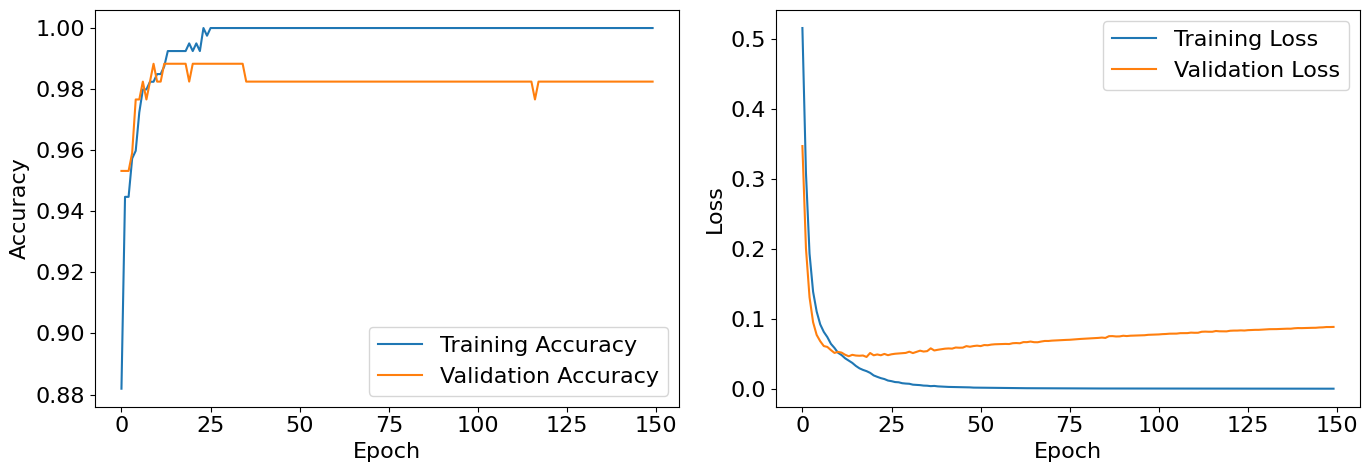 1.00
0.98
0.96
0.94
0.92
0.90
0.88
Accuracy
Training Accuracy
Validation Accuracy
0 25 50 75 100 125 150
Epoch
0.5
0.4
0.3
0.2
0.1
0.0
Loss
Training Loss
Validation Loss
0 25 50 75 100 125 150
Epoch